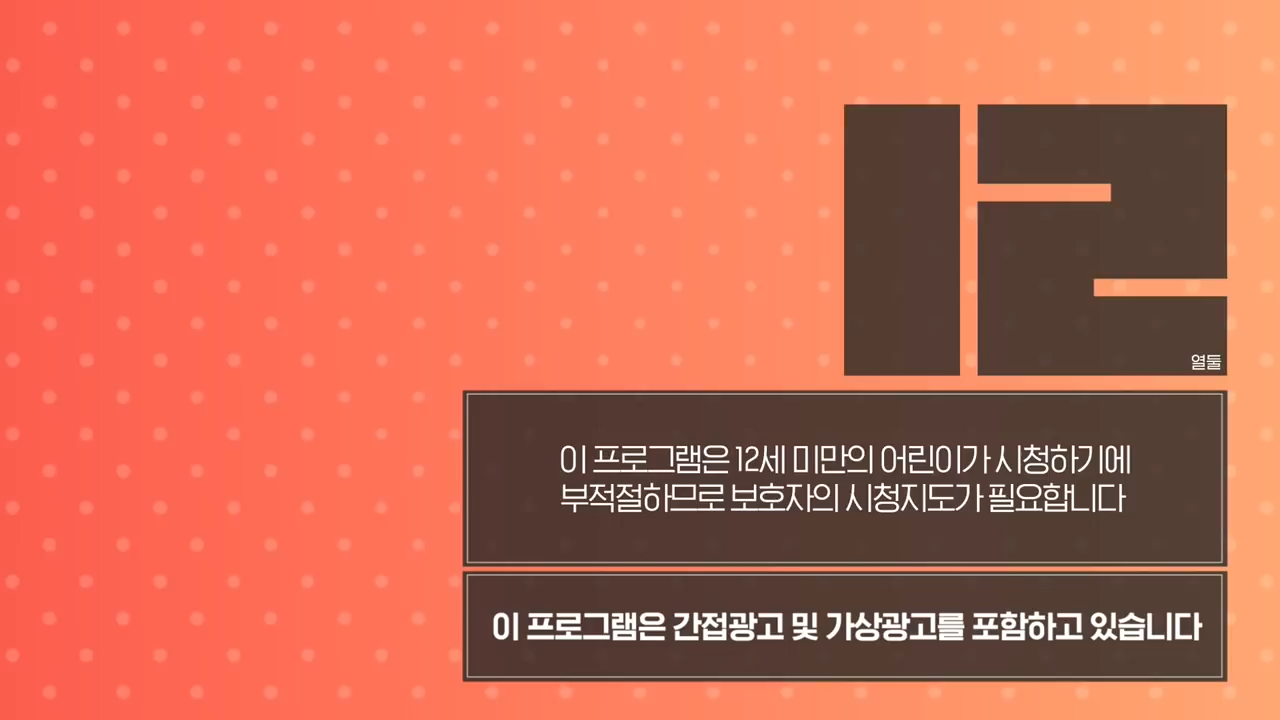 12
열둘
이 프로그램은 12세 미만의 어린이가 시청하기에
부적절하므로 보호자의 시청지도가 필요합니다
이 프로그램은 간접광고 및 가상광고를 포함하고 있습니다